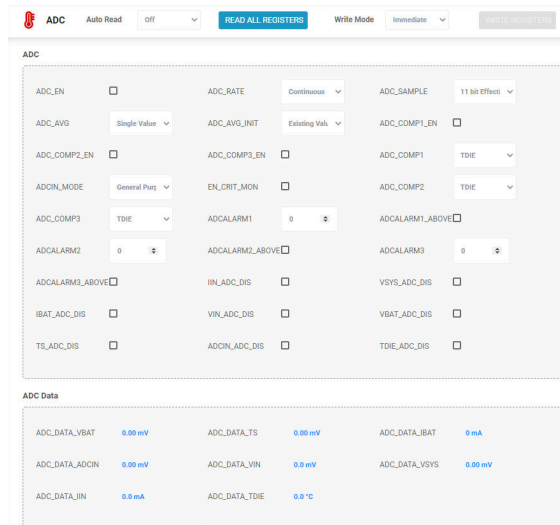 ADC Auto Read Off READ ALL REGISTERS Write Mode Immediate WRITE REGISTERS
ADC
ADC_EN ADC_RATE Continuous ADC_SAMPLE 11 bit Effecti
ADC_AVG Single Value ADC_AVG_INIT Existing Valu ADC_COMP1_EN
ADC_COMP2_EN ADC_COMP3_EN ADC_COMP1 TDIE
ADCIN_MODE General Purp EN_CRIT_MON ADC_COMP2 TDIE
ADC_COMP3 TDIE ADCALARM1 0 ADCALARM1_ABOVE
ADCALARM2 0 ADCALARM2_ABOVE ADCALARM3 0
ADCALARM3_ABOVE IIN_ADC_DIS VSYS_ADC_DIS
IBAT_ADC_DIS VIN_ADC_DIS VBAT_ADC_DIS
TS_ADC_DIS ADCIN_ADC_DIS TDIE_ADC_DIS
ADC Data
ADC_DATA_VBAT 0.00 mV ADC_DATA_TS 0.00 mV ADC_DATA_IBAT 0 mA
ADC_DATA_ADCIN 0.00 mV ADC_DATA_VIN 0.0 mV ADC_DATA_VSYS 0.00 mV
ADC_DATA_IIN 0.0 mA ADC_DATA_TDIE 0.0 °C